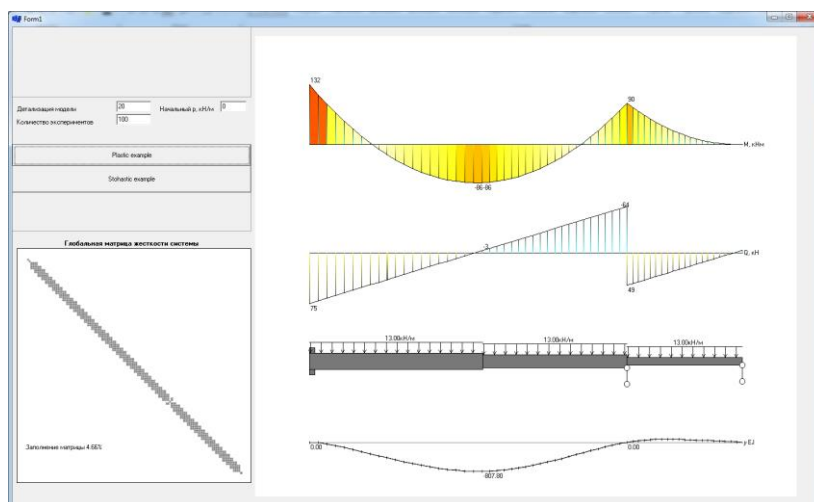 Form1
Детализация модели 20 Начальный p, кН/м 0
Количество экспериментов 100
Plastic example
Stohastic example
Глобальная матрица жесткости системы
Заполнение матрицы 4.66%
132
90
M, кНм
-86-86
-64
-3
Q, кН
49
75
13.00кН/м 13.00кН/м 13.00кН/м
0.00 0.00 y EJ
-807.80